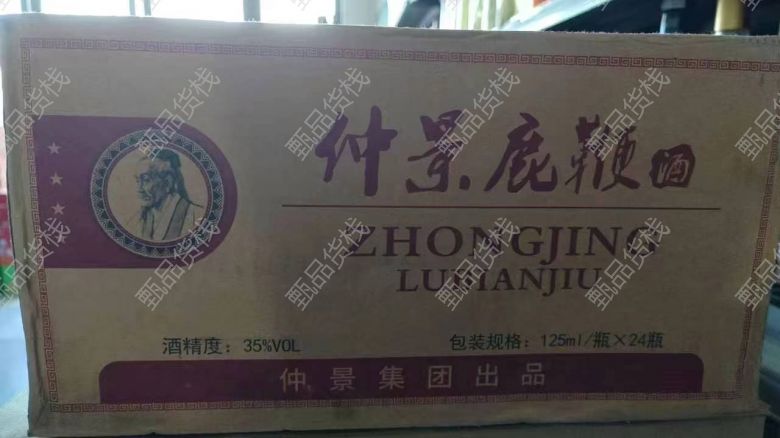 仲景鹿鞭酒
ZHONGJING
LUBIANJIU
酒精度：35%VOL
包装规格：125ml/瓶×24瓶
仲景集团出品
甄品货栈